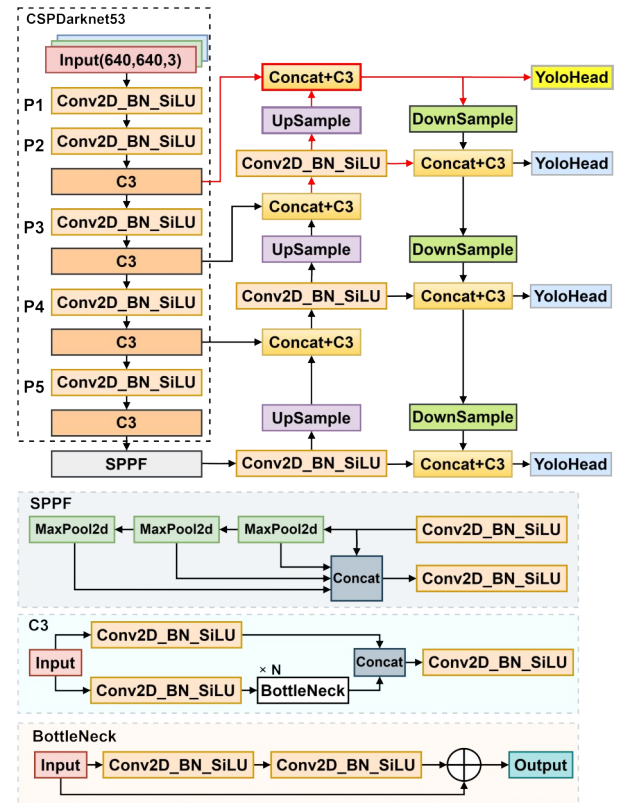 CSPDarknet53
Input(640,640,3)
P1 Conv2D_BN_SiLU
P2 Conv2D_BN_SiLU
C3
P3 Conv2D_BN_SiLU
C3
P4 Conv2D_BN_SiLU
C3
P5 Conv2D_BN_SiLU
C3
SPPF
Concat+C3
UpSample
Conv2D_BN_SiLU
Concat+C3
UpSample
Conv2D_BN_SiLU
Concat+C3
UpSample
Conv2D_BN_SiLU
YoloHead
DownSample
Concat+C3 YoloHead
DownSample
Concat+C3 YoloHead
DownSample
Concat+C3 YoloHead
SPPF
MaxPool2d MaxPool2d MaxPool2d Conv2D_BN_SiLU
Concat Conv2D_BN_SiLU
C3
Conv2D_BN_SiLU
Input × N Concat Conv2D_BN_SiLU
Conv2D_BN_SiLU BottleNeck
BottleNeck
Input Conv2D_BN_SiLU Conv2D_BN_SiLU Output